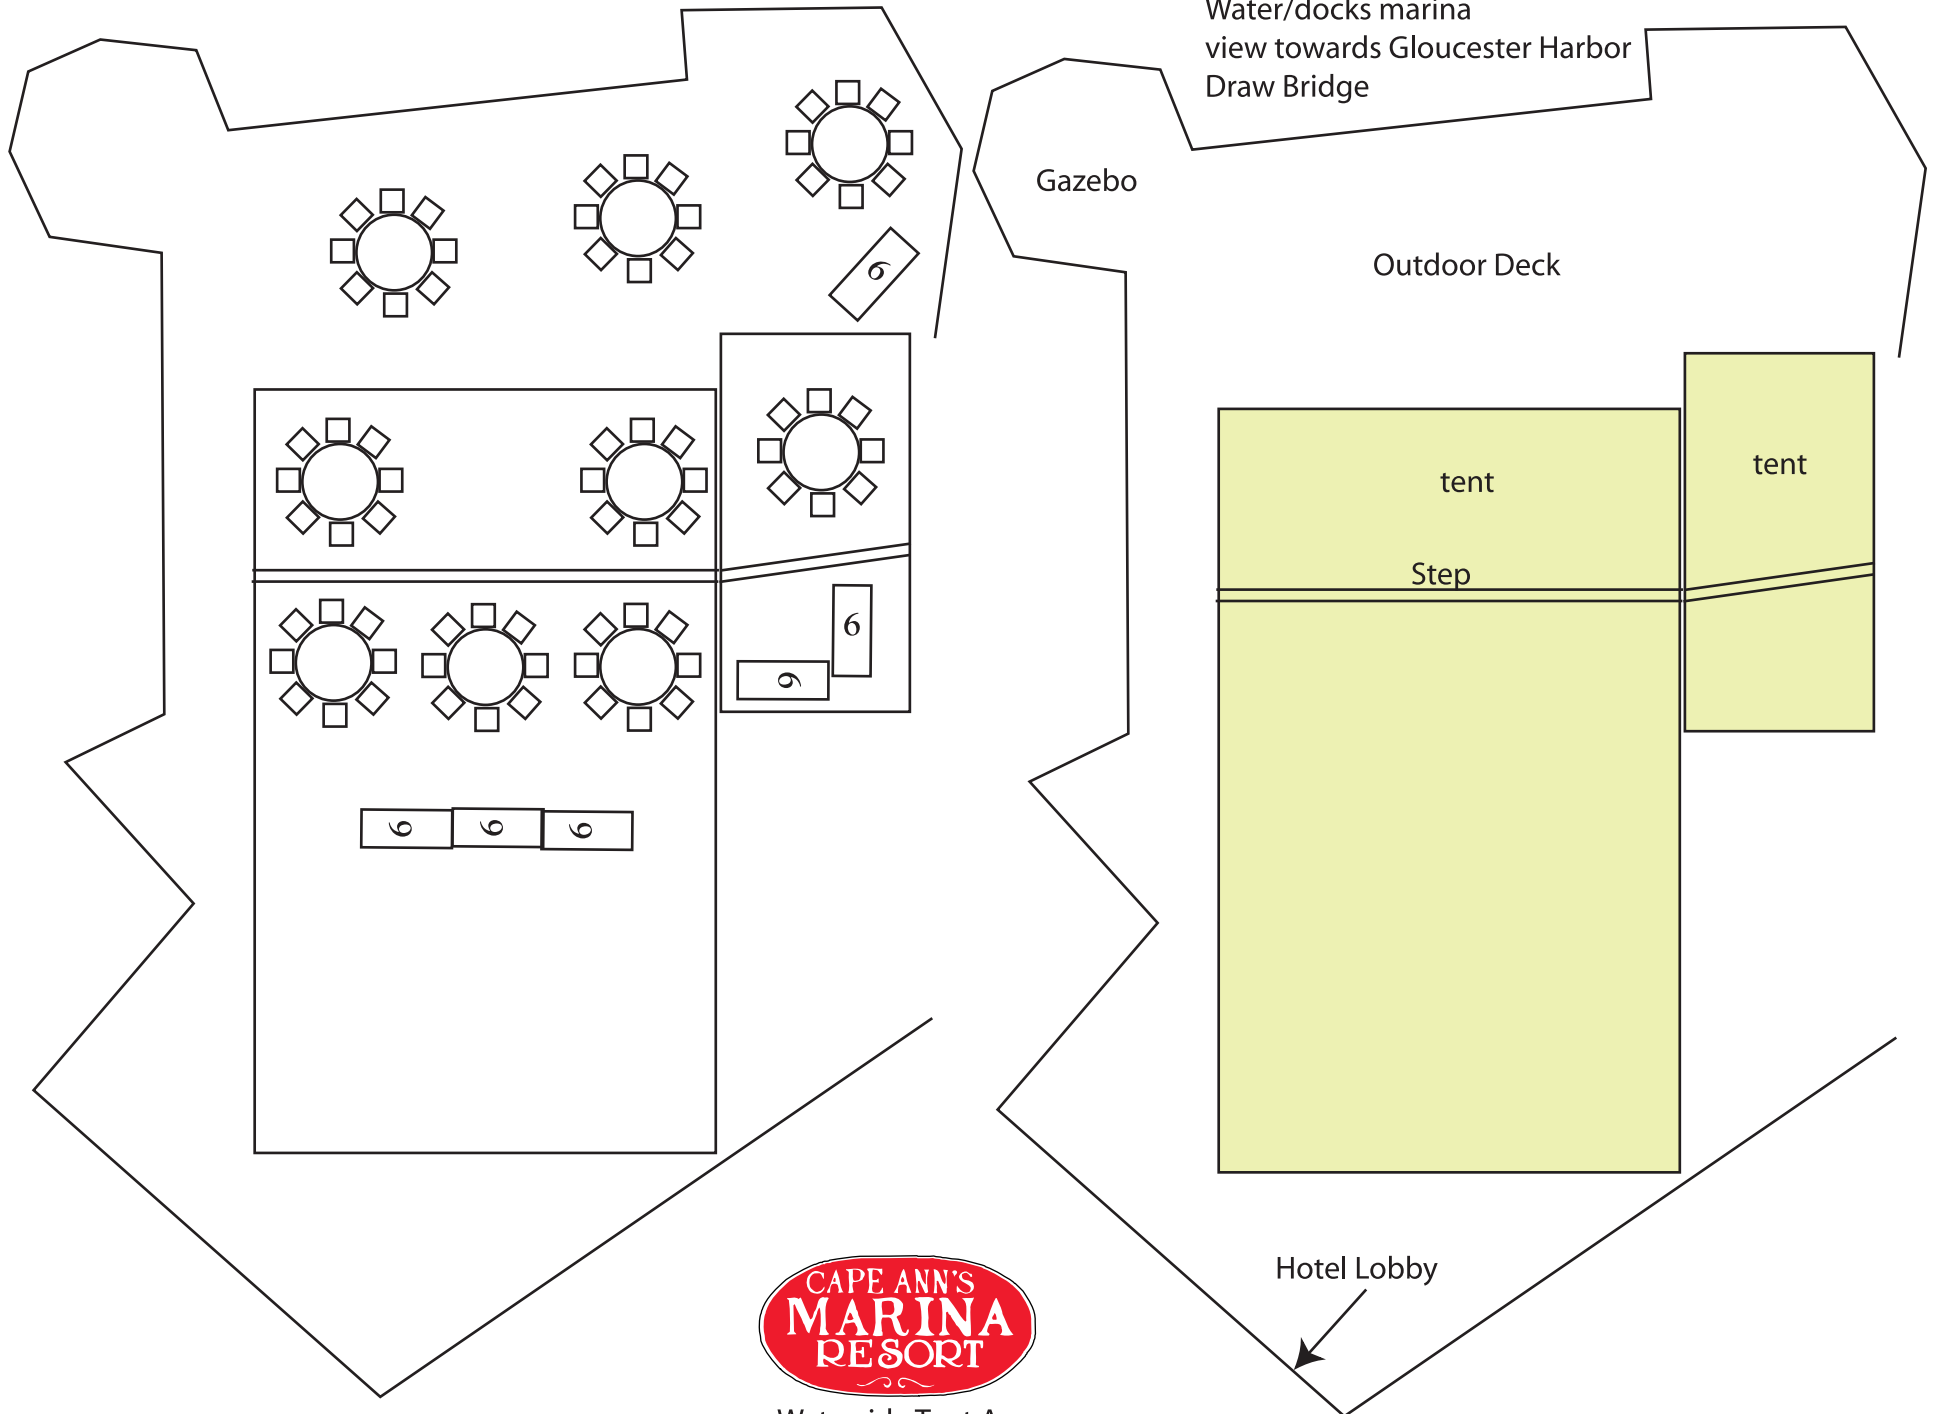 Water/docks marina
view towards Gloucester Harbor
Draw Bridge
Gazebo
Outdoor Deck
6
tent
tent
Step
6
6
6
6
6
Hotel Lobby
CAPE ANN'S
MARINA
RESORT